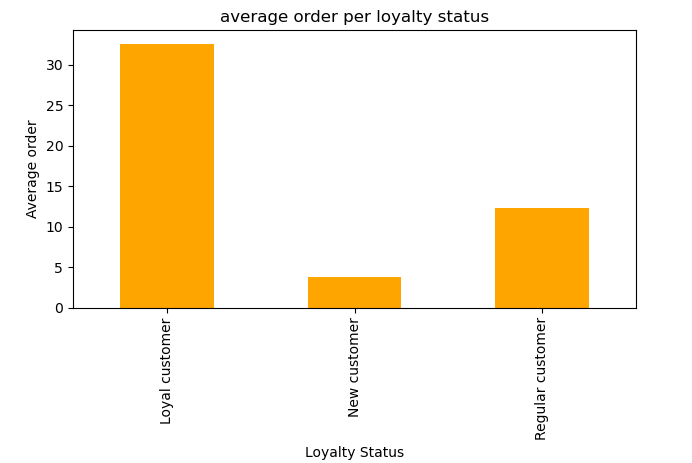 average order per loyalty status
Average order
30
25
20
15
10
5
0
Loyal customer
New customer
Regular customer
Loyalty Status